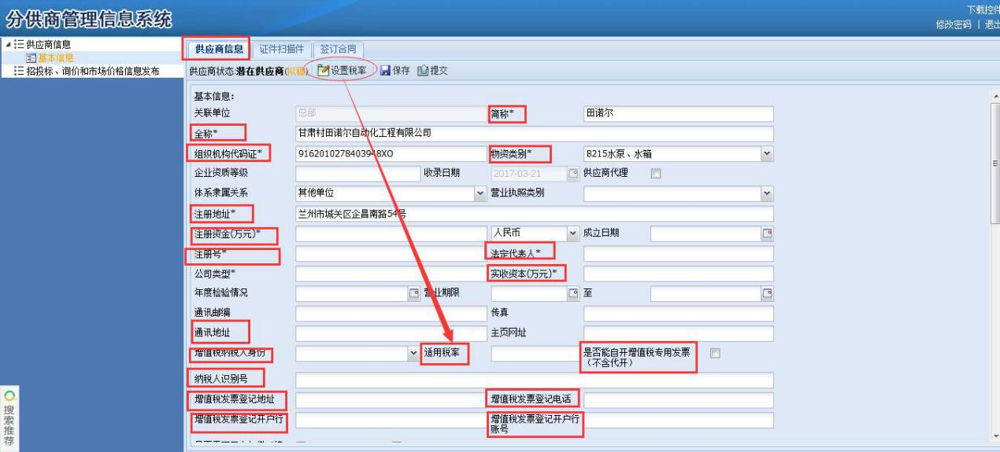 分供商管理信息系统
下载控件
修改密码 | 退出
供应商信息
基本信息
招投标、询价和市场价格信息发布
供应商信息 证件扫描件 签订合同
供应商状态:潜在供应商(拟稿) 设置税率 保存 提交
基本信息:
关联单位 总部 简称* 田诺尔
全称* 甘肃村田诺尔自动化工程有限公司
组织机构代码证* 9162010278403948XO 物资类别* B215水泵、水箱
企业资质等级 收录日期 2017-03-21 供应商代理
体系隶属关系 其他单位 营业执照类别
注册地址* 兰州市城关区企昌南路54号
注册资金(万元)* 人民币 成立日期
注册号* 法定代表人*
公司类型* 实收资本(万元)*
年度检验情况 营业期限 至
通讯邮编 传真
通讯地址 主页网址
增值税纳税人身份 适用税率 是否能自开增值税专用发票
(不含代开)
纳税人识别号
增值税发票登记地址 增值税发票登记电话
增值税发票登记开户行 增值税发票登记开户行
账号
搜索推荐